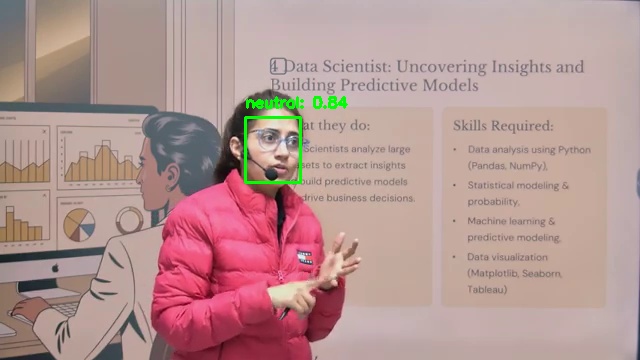 4 Data Scientist: Uncovering Insights and
Building Predictive Models
neutral: 0.84
at they do:
Scientists analyze large
sets to extract insights
build predictive models
drive business decisions.
Skills Required:
• Data analysis using Python
(Pandas, NumPy),
• Statistical modeling &
probability,
• Machine learning &
predictive modeling,
• Data visualization
(Matplotlib, Seaborn,
Tableau)